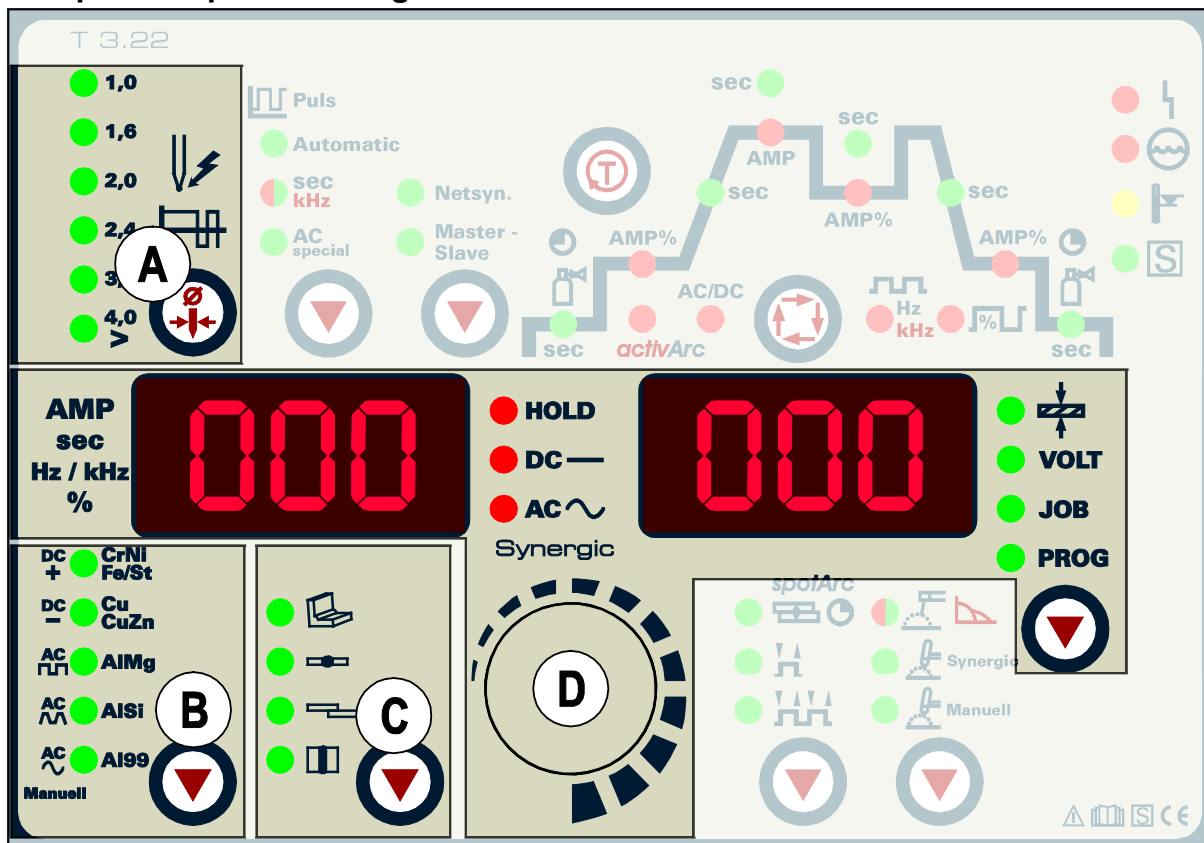 T 3.22
1,0
1,6
2,0
2,4
3,
4,0
>
A
Ø
Puls
Automatic
sec
kHz
AC
special
Netsyn.
Master -
Slave
T
sec
AMP
sec
AMP%
sec
AMP%
sec
AMP%
sec
activArc
AC/DC
Hz
kHz
%
sec
S
AMP
sec
Hz / kHz
%
000
HOLD
DC
AC
000
VOLT
JOB
PROG
Synergic
DC
+
CrNi
Fe/St
DC
–
Cu
CuZn
AC
AlMg
AC
AlSi
AC
Al99
Manuell
B
C
D
spotArc
Synergic
Manuell
S CE